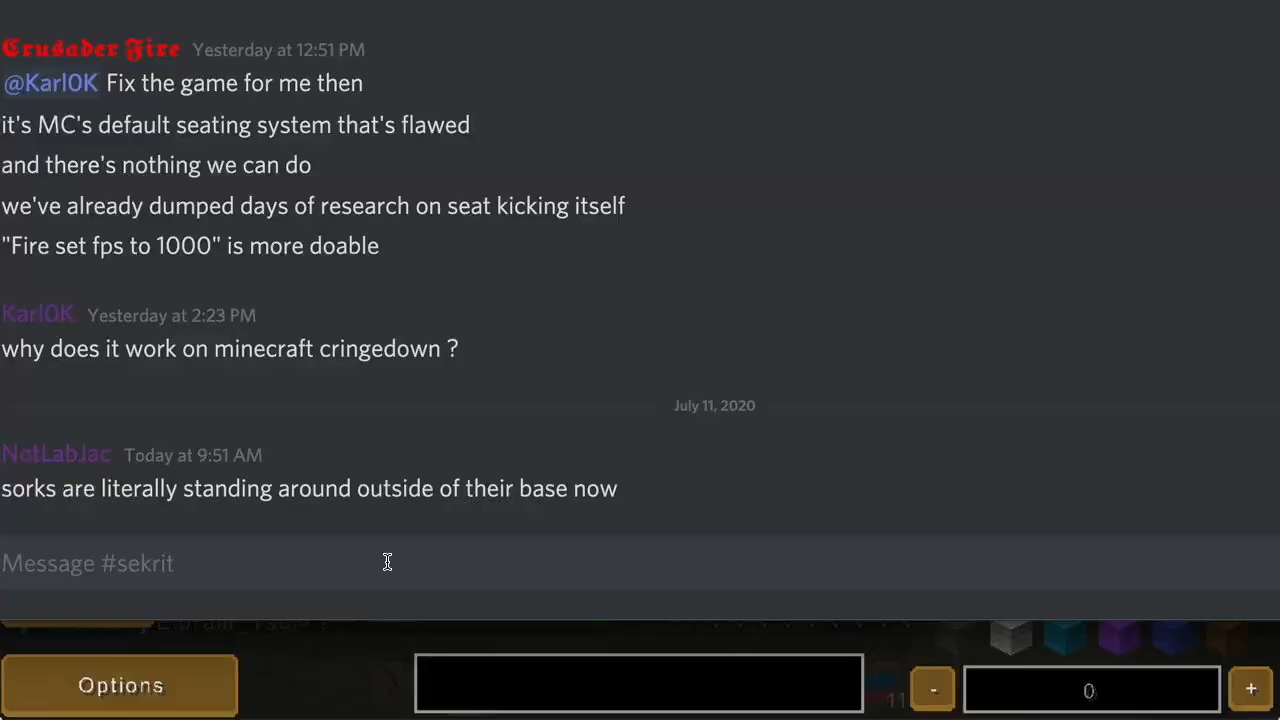 Crusader Fire Yesterday at 12:51 PM
@Karl0K Fix the game for me then
it's MC's default seating system that's flawed
and there's nothing we can do
we've already dumped days of research on seat kicking itself
"Fire set fps to 1000" is more doable
Karl0K Yesterday at 2:23 PM
why does it work on minecraft cringedown ?
July 11, 2020
NotLabJac Today at 9:51 AM
sorks are literally standing around outside of their base now
Message #sekrit
Options
11
-
0
+